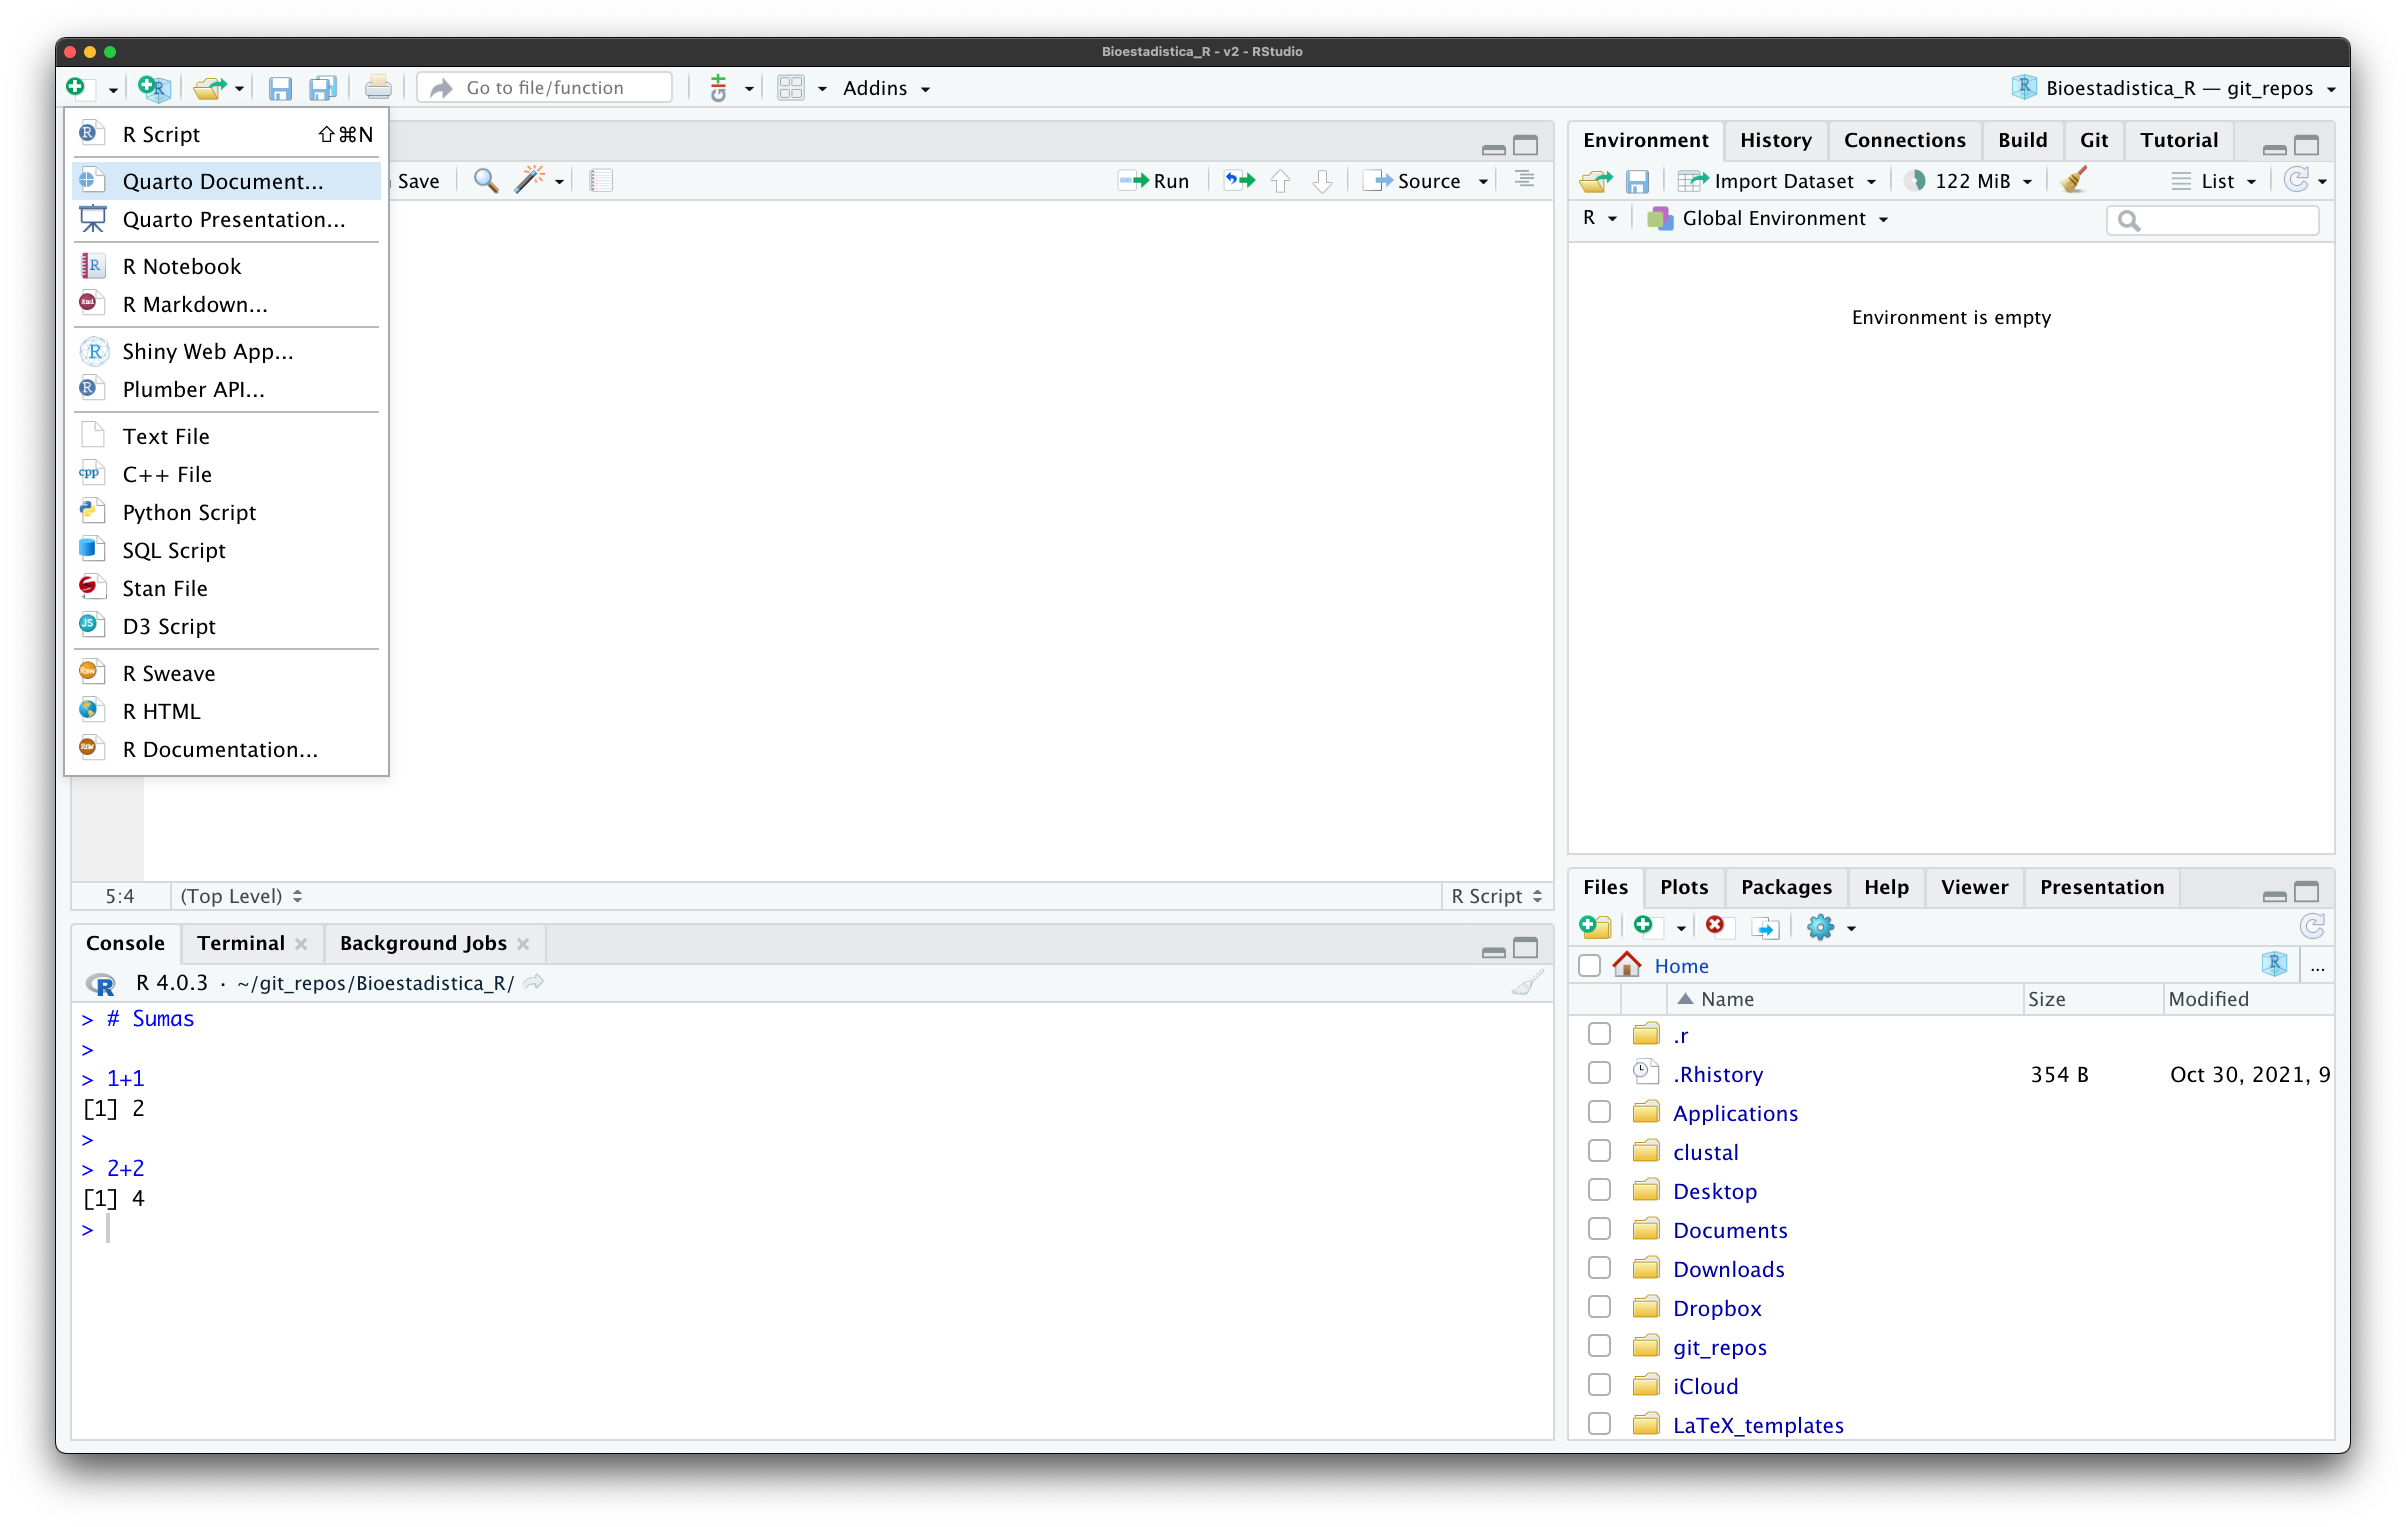 Bioestadistica_R - v2 - RStudio
Go to file/function
Git
Addins
Bioestadistica_R — git_repos
R Script ⇧⌘N
Quarto Document...
Quarto Presentation...
R Notebook
R Markdown...
Shiny Web App...
Plumber API...
Text File
C++ File
Python Script
SQL Script
Stan File
D3 Script
R Sweave
R HTML
R Documentation...
Save
Run
Source
5:4
(Top Level)
R Script
Console
Terminal
Background Jobs
R 4.0.3 · ~/git_repos/Bioestadistica_R/
> # Sumas
>
> 1+1
[1] 2
>
> 2+2
[1] 4
>
Environment
History
Connections
Build
Git
Tutorial
Import Dataset
122 MiB
List
R
Global Environment
Environment is empty
Files
Plots
Packages
Help
Viewer
Presentation
Home
...
Name
Size
Modified
.r
.Rhistory 354 B Oct 30, 2021, 9
Applications
clustal
Desktop
Documents
Downloads
Dropbox
git_repos
iCloud
LaTeX_templates